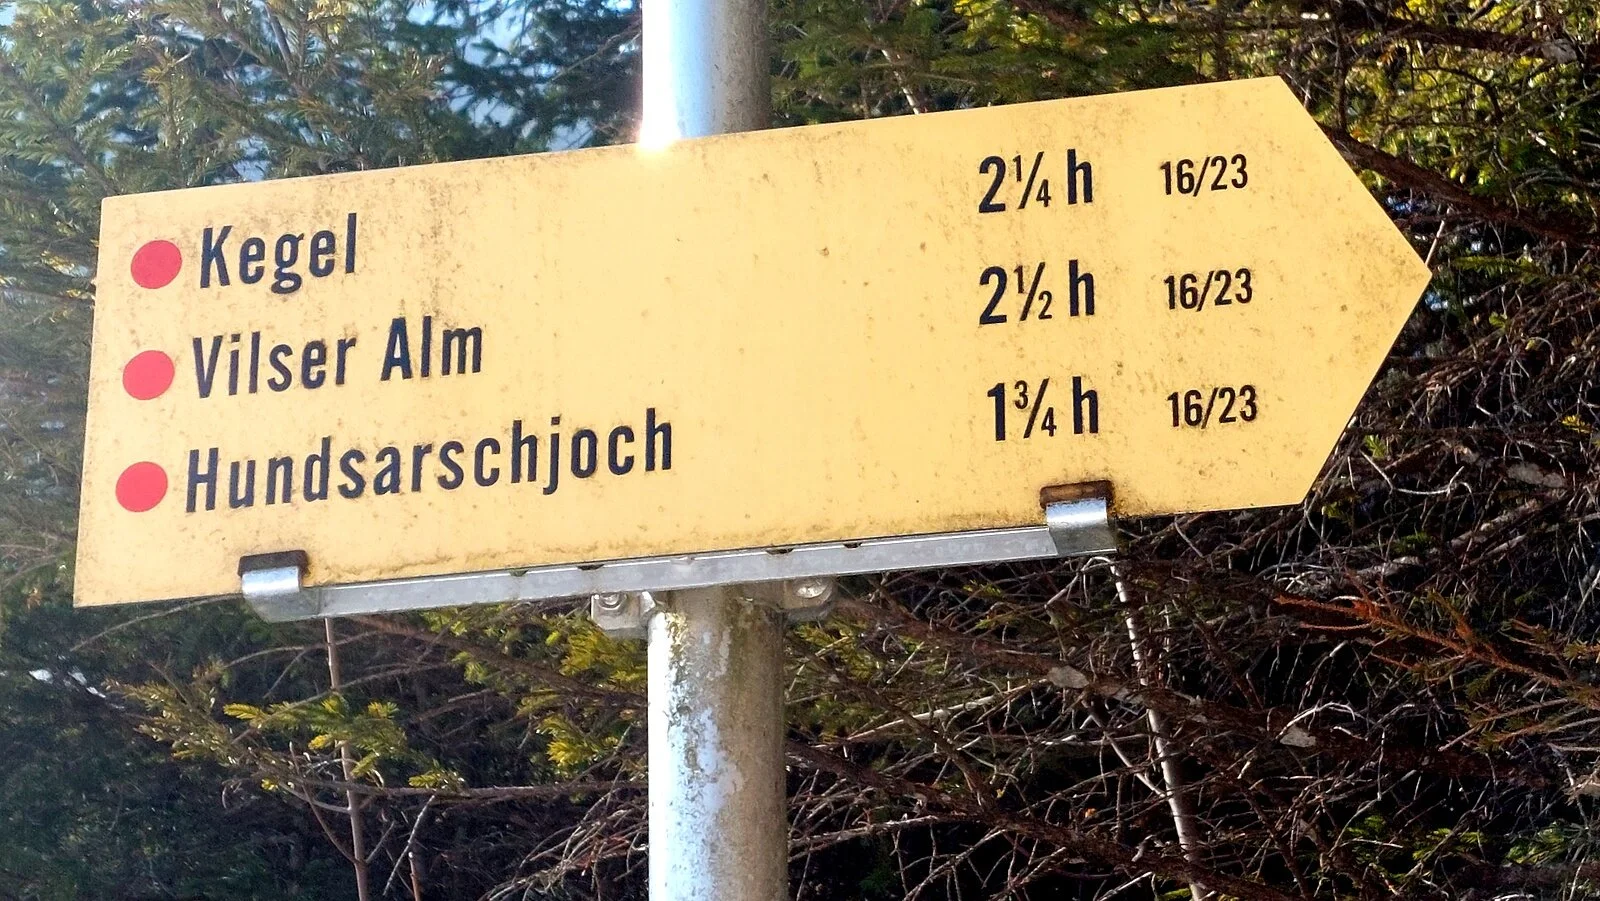 Kegel 2¼ h 16/23
Vilser Alm 2½ h 16/23
Hundsarschjoch 1¾ h 16/23